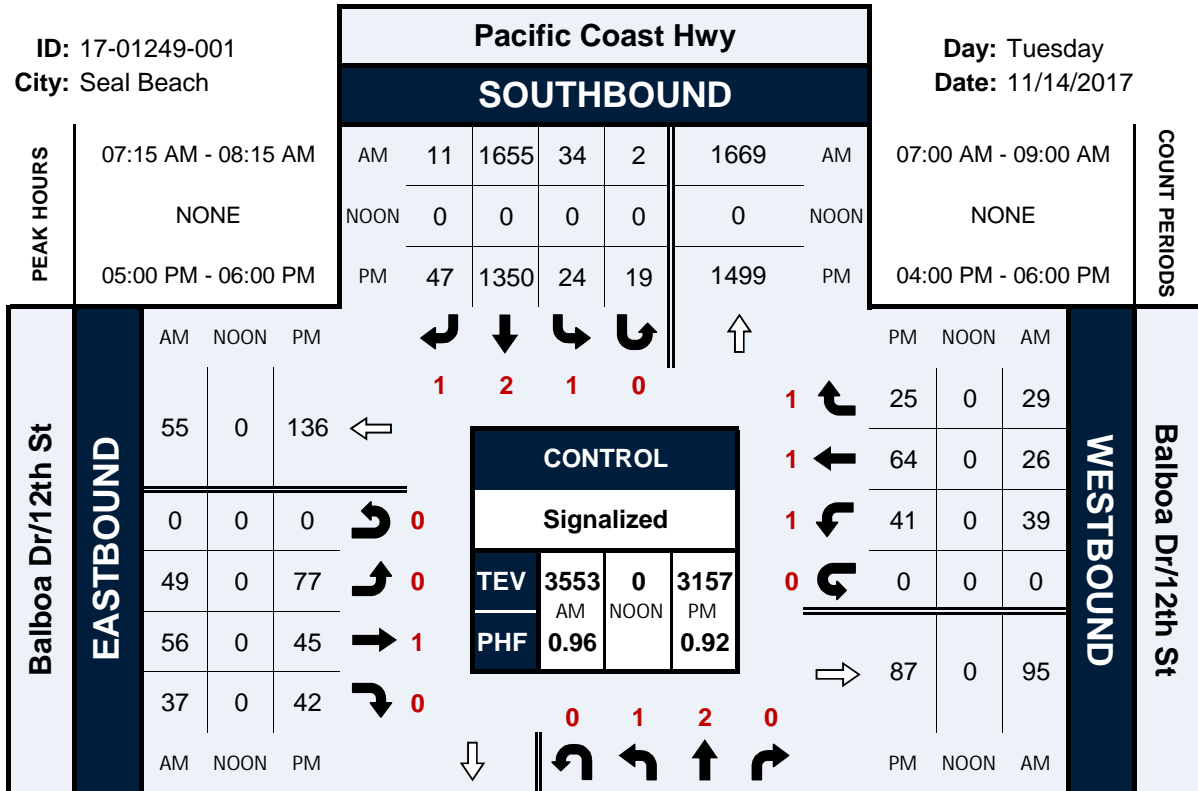 ID: 17-01249-001
City: Seal Beach
Pacific Coast Hwy
SOUTHBOUND
Day: Tuesday
Date: 11/14/2017
PEAK HOURS
07:15 AM - 08:15 AM
NONE
05:00 PM - 06:00 PM
AM 11 1655 34 2 1669 AM
NOON 0 0 0 0 0 NOON
PM 47 1350 24 19 1499 PM
07:00 AM - 09:00 AM
NONE
04:00 PM - 06:00 PM
COUNT PERIODS
1 2 1 0
Balboa Dr/12th St
EASTBOUND
AM NOON PM
55 0 136
0 0 0 0
49 0 77 0
56 0 45 1
37 0 42 0
AM NOON PM
CONTROL
Signalized
TEV 3553 0 3157
AM NOON PM
PHF 0.96 0.92
PM NOON AM
1 25 0 29
1 64 0 26
1 41 0 39
0 0 0 0
87 0 95
PM NOON AM
WESTBOUND
Balboa Dr/12th St
0 1 2 0